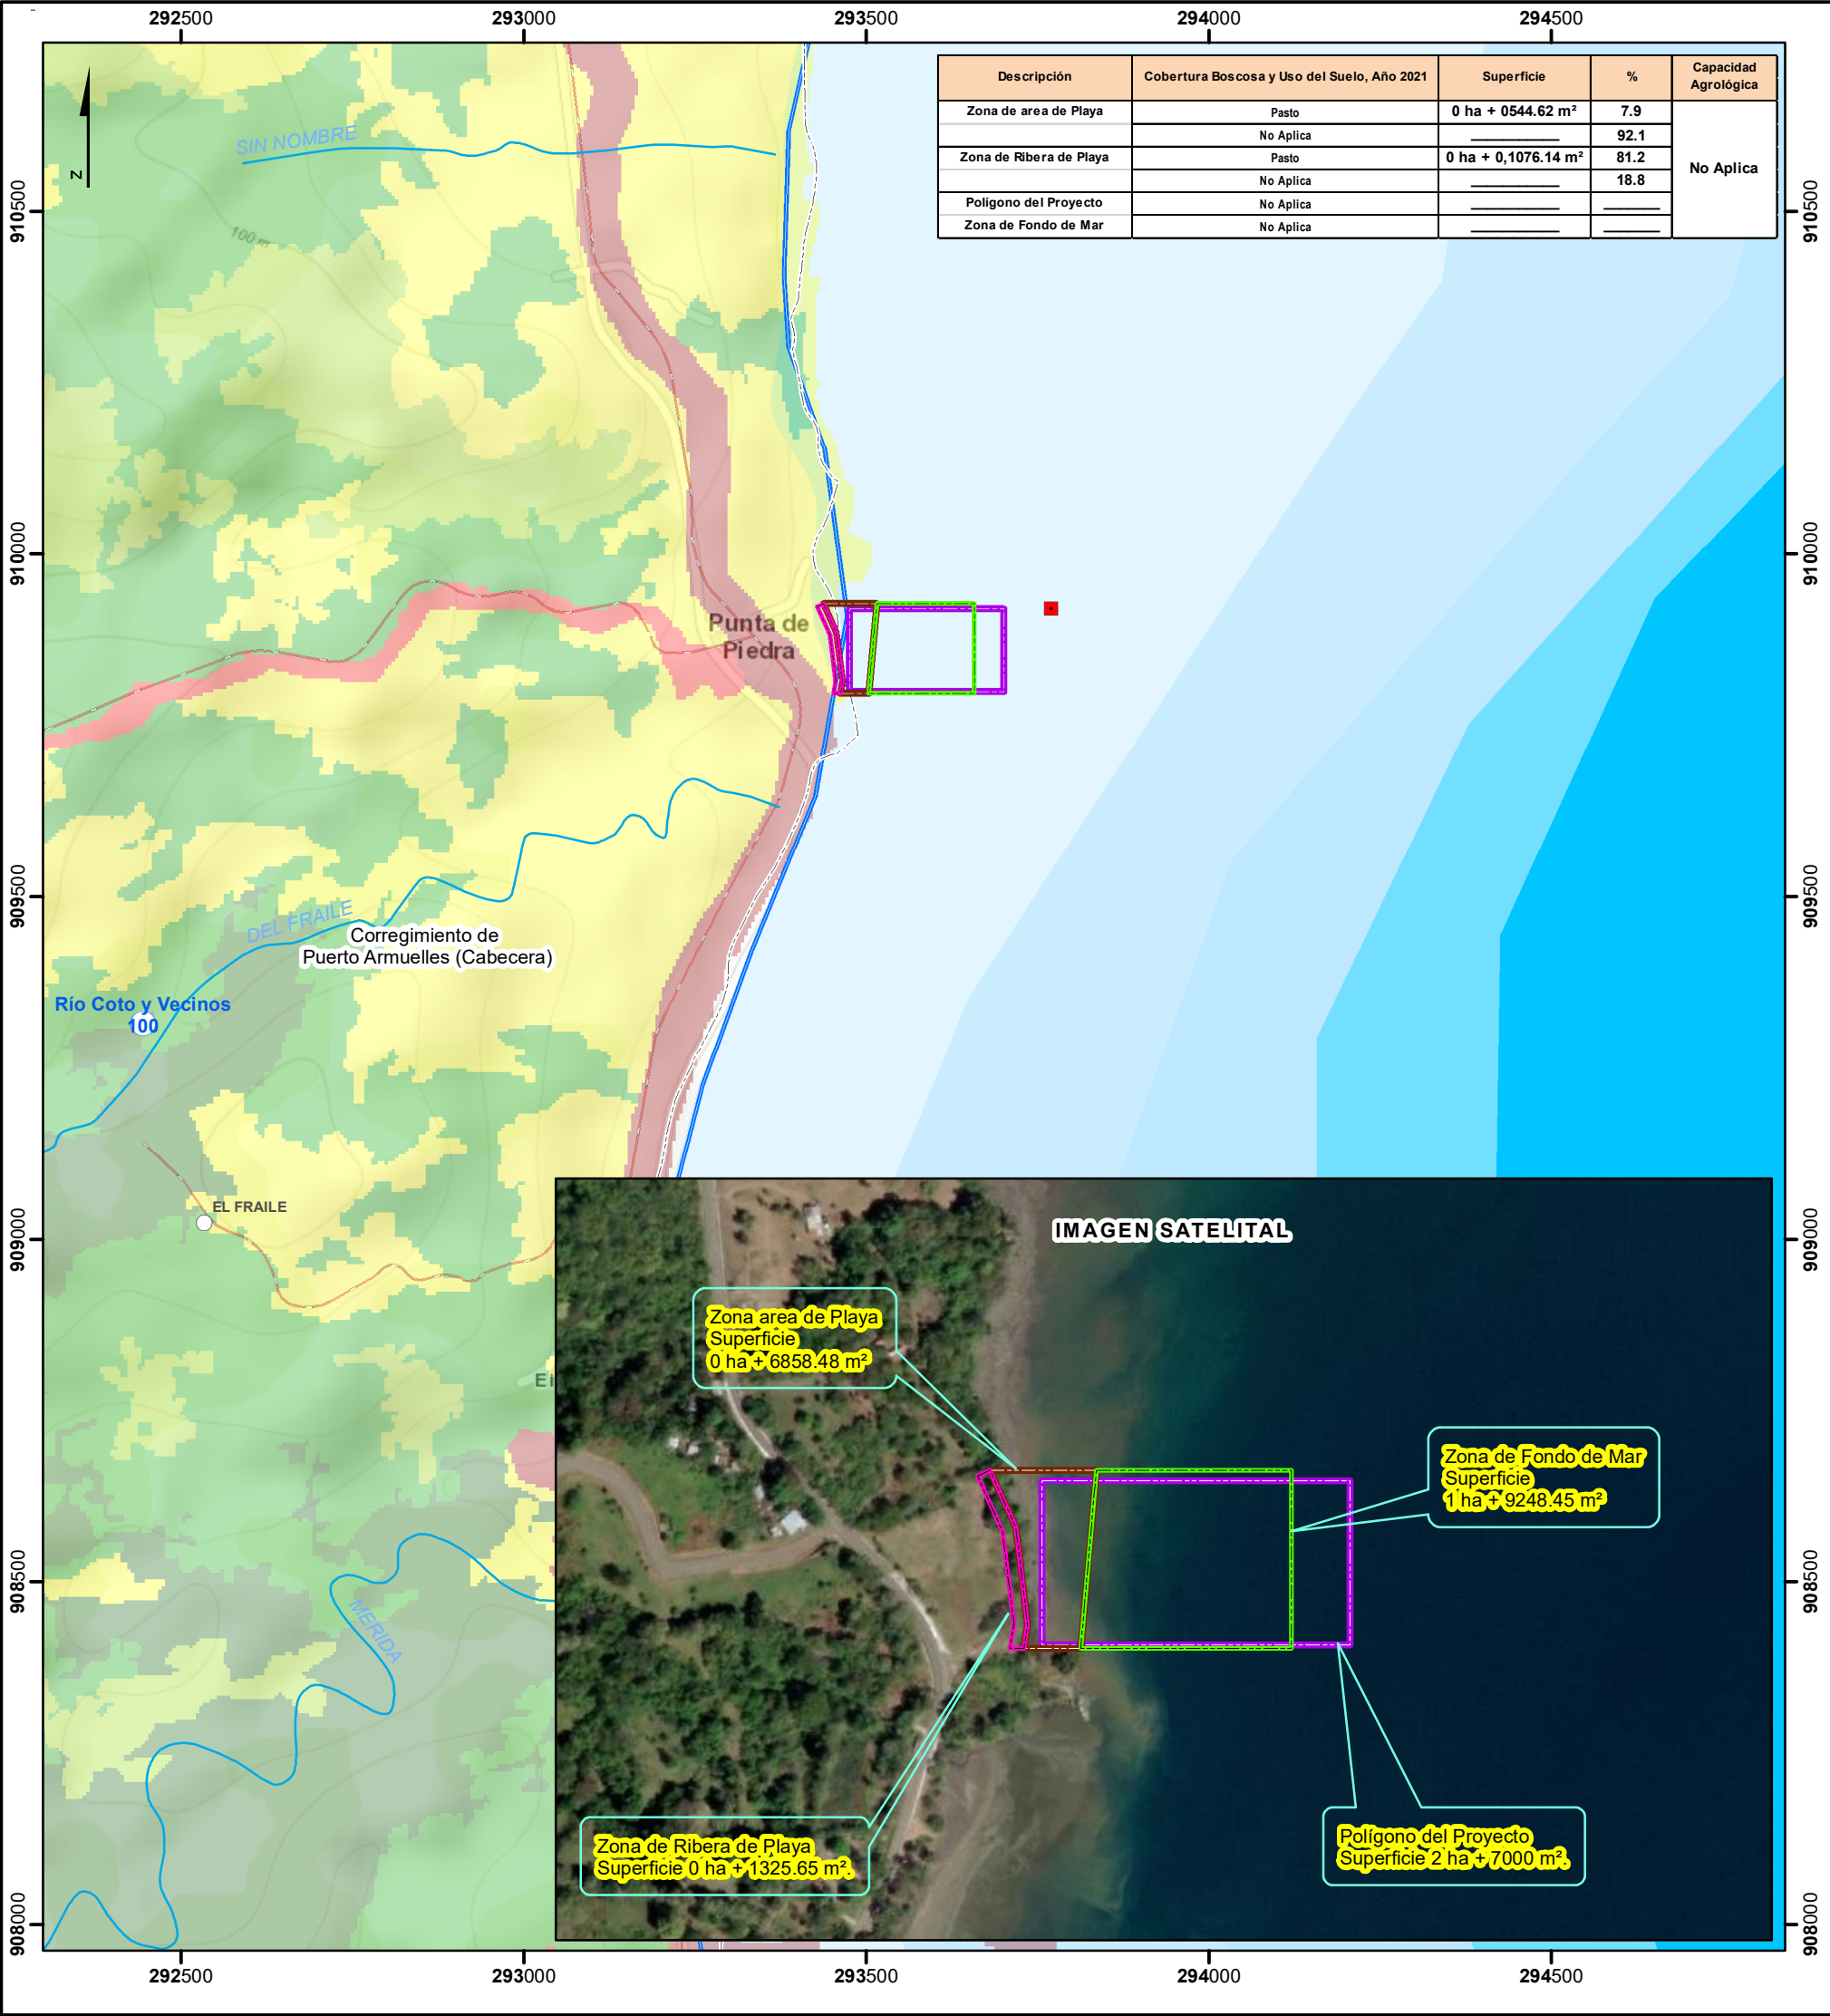 292500 293000 293500 294000 294500
Descripción Cobertura Boscosa y Uso del Suelo, Año 2021 Superficie % Capacidad
Agrológica
Zona de area de Playa Pasto 0 ha + 0544.62 m² 7.9
No Aplica 92.1
Zona de Ribera de Playa Pasto 0 ha + 0,1076.14 m² 81.2
No Aplica 18.8
No Aplica
Polígono del Proyecto No Aplica
Zona de Fondo de Mar No Aplica
N
SIN NOMBRE
100 m
910500 910500
910000 910000
Punta de
Piedra
909500 909500
DEL FRAILE
Corregimiento de
Puerto Armuelles (Cabecera)
Río Coto y Vecinos
100
EL FRAILE
909000 909000
IMAGEN SATELITAL
Zona area de Playa
Superficie
0 ha + 6858.48 m²
El
Zona de Fondo de Mar
Superficie
1 ha + 9248.45 m²
908500 908500
MERIDA
Zona de Ribera de Playa
Superficie 0 ha + 1325.65 m².
Polígono del Proyecto
Superficie 2 ha + 7000 m².
908000 908000
292500 293000 293500 294000 294500